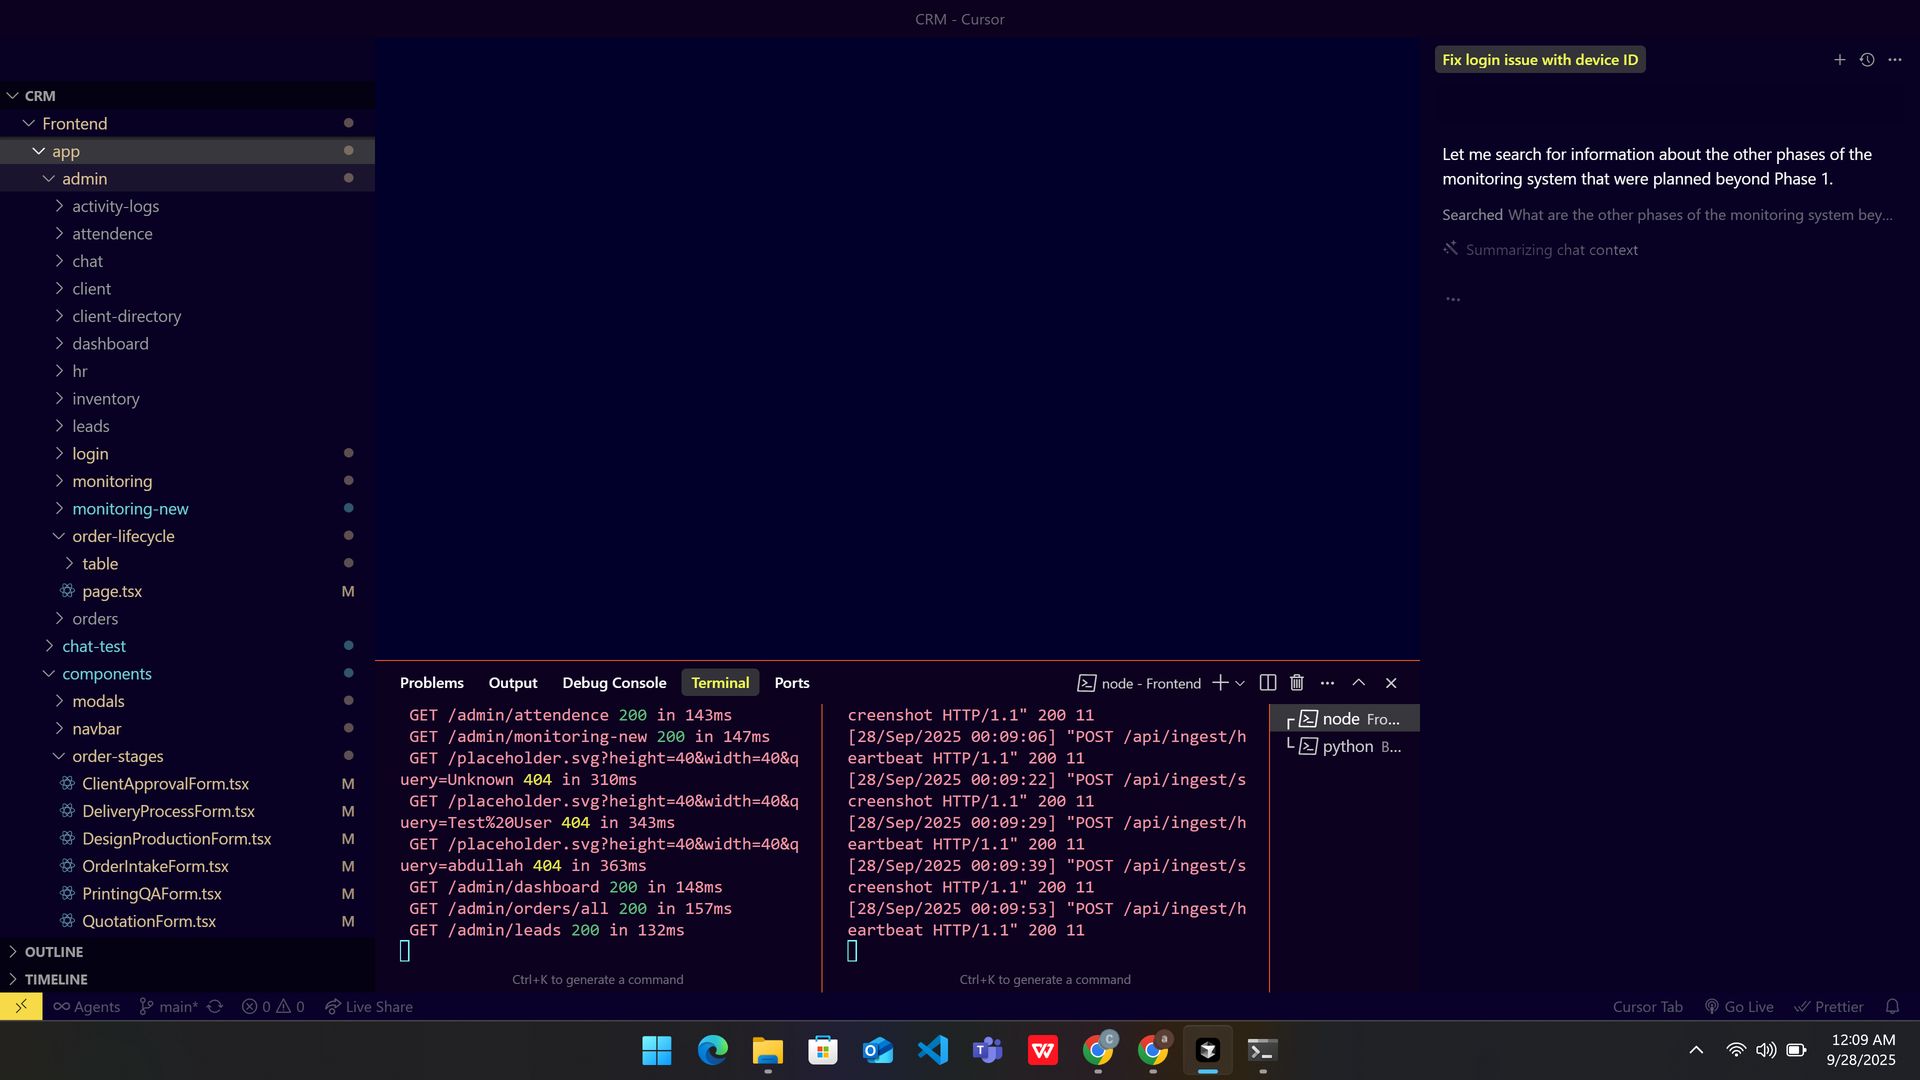 CRM - Cursor
CRM
Frontend
app
admin
activity-logs
attendence
chat
client
client-directory
dashboard
hr
inventory
leads
login
monitoring
monitoring-new
order-lifecycle
table
page.tsx M
orders
chat-test
components
modals
navbar
order-stages
ClientApprovalForm.tsx M
DeliveryProcessForm.tsx M
DesignProductionForm.tsx M
OrderIntakeForm.tsx M
PrintingQAForm.tsx M
QuotationForm.tsx M
OUTLINE
TIMELINE
Problems Output Debug Console Terminal Ports
node - Frontend
GET /admin/attendence 200 in 143ms
GET /admin/monitoring-new 200 in 147ms
GET /placeholder.svg?height=40&width=40&q
uery=Unknown 404 in 310ms
GET /placeholder.svg?height=40&width=40&q
uery=Test%20User 404 in 343ms
GET /placeholder.svg?height=40&width=40&q
uery=abdullah 404 in 363ms
GET /admin/dashboard 200 in 148ms
GET /admin/orders/all 200 in 157ms
GET /admin/leads 200 in 132ms
Ctrl+K to generate a command
creenshot HTTP/1.1" 200 11
[28/Sep/2025 00:09:06] "POST /api/ingest/h
eartbeat HTTP/1.1" 200 11
[28/Sep/2025 00:09:22] "POST /api/ingest/s
creenshot HTTP/1.1" 200 11
[28/Sep/2025 00:09:29] "POST /api/ingest/h
eartbeat HTTP/1.1" 200 11
[28/Sep/2025 00:09:39] "POST /api/ingest/s
creenshot HTTP/1.1" 200 11
[28/Sep/2025 00:09:53] "POST /api/ingest/h
eartbeat HTTP/1.1" 200 11
Ctrl+K to generate a command
node Fro...
python B...
Fix login issue with device ID
Let me search for information about the other phases of the
monitoring system that were planned beyond Phase 1.
Searched What are the other phases of the monitoring system bey...
Summarizing chat context
Agents main* 0 0 Live Share
Cursor Tab Go Live Prettier
C a
12:09 AM
9/28/2025